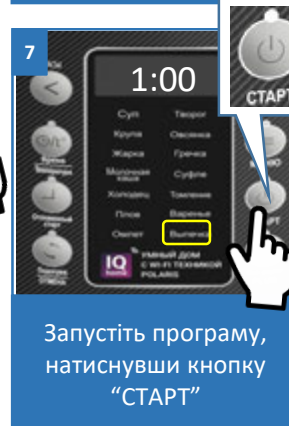 7
1:00
СТАРТ
Суп Творог
Крупа Овсянка
Жарка Гречка
Молочная каша Суфле
Холодец Томление
Плов Варенье
Омлет Выпечка
IQ home
УМНЫЙ ДОМ
С WI-FI ТЕХНИКОЙ
POLARIS
Запустіть програму,
натиснувши кнопку
“СТАРТ”